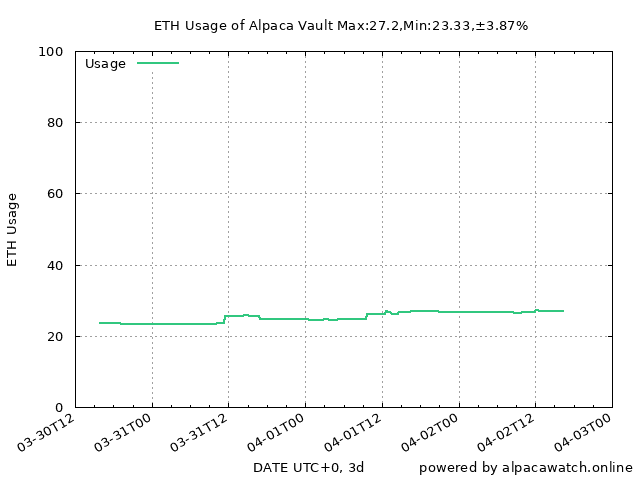 ETH Usage of Alpaca Vault Max:27.2,Min:23.33,±3.87%
Usage
100
80
60
40
20
0
ETH Usage
03-30T12
03-31T00
03-31T12
04-01T00
04-01T12
04-02T00
04-02T12
04-03T00
DATE UTC+0, 3d
powered by alpacawatch.online